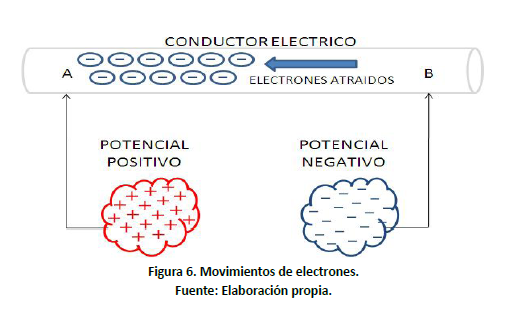 CONDUCTOR ELECTRICO
A
B
ELECTRONES ATRAIDOS
POTENCIAL
POSITIVO
POTENCIAL
NEGATIVO
Figura 6. Movimientos de electrones.
Fuente: Elaboración propia.